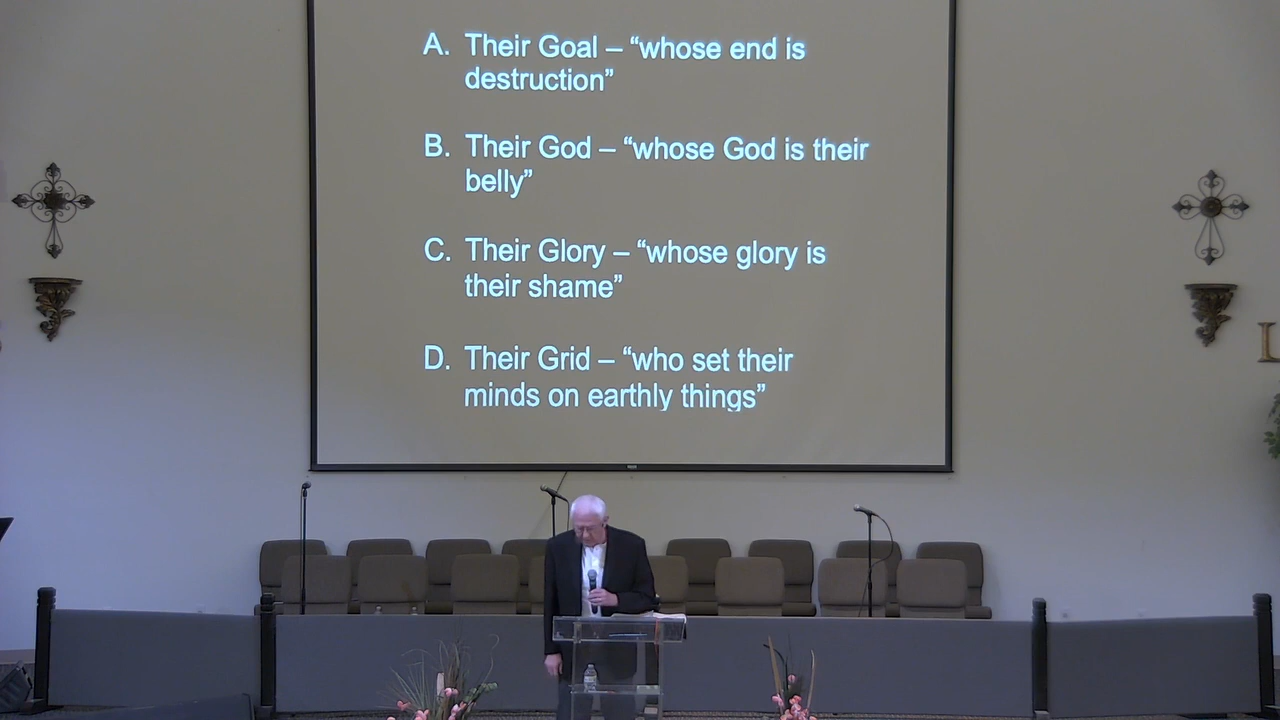 A. Their Goal – “whose end is
destruction”
B. Their God – “whose God is their
belly”
C. Their Glory – “whose glory is
their shame”
D. Their Grid – “who set their
minds on earthly things”
L